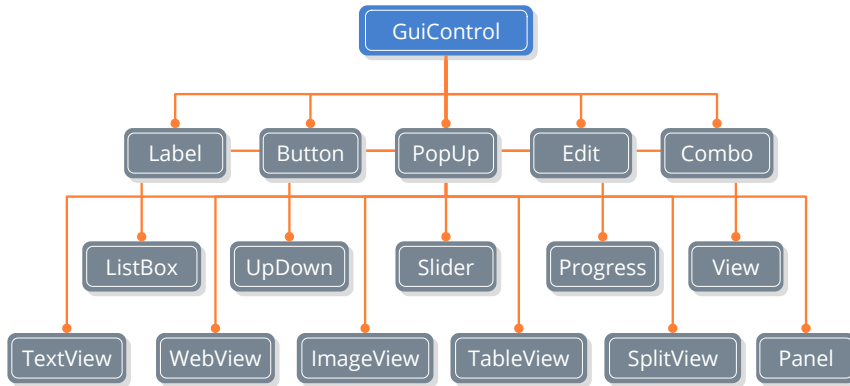 GuiControl
Label Button PopUp Edit Combo
ListBox UpDown Slider Progress View
TextView WebView ImageView TableView SplitView Panel